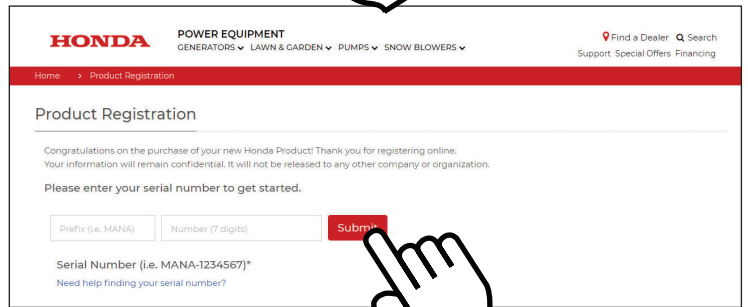 HONDA
POWER EQUIPMENT
GENERATORS LAWN & GARDEN PUMPS SNOW BLOWERS
Find a Dealer Search
Support Special Offers Financing
Home > Product Registration
Product Registration
Congratulations on the purchase of your new Honda Product! Thank you for registering online.
Your information will remain confidential. It will not be released to any other company or organization.
Please enter your serial number to get started.
Prefix (i.e. MANA) Number (7 digits) Submit
Serial Number (i.e. MANA-1234567)*
Need help finding your serial number?